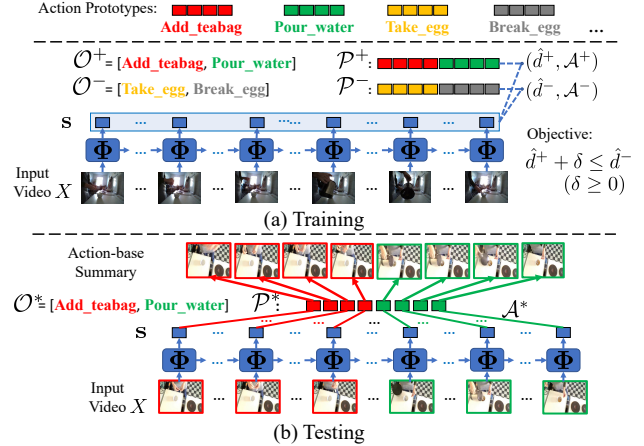 Action Prototypes:
Add_teabag Pour_water Take_egg Break_egg ...
𝒪⁺= [Add_teabag, Pour_water] 𝒫⁺: (d̂⁺, 𝒜⁺)
𝒪⁻= [Take_egg, Break_egg] 𝒫⁻: (d̂⁻, 𝒜⁻)
s ... ... ...... ... ...
Objective:
Φ ... Φ ... Φ ... Φ ... Φ ... Φ
d̂⁺ + δ ≤ d̂⁻
Input
Video X ... ... ... ... ...
(δ ≥ 0)
(a) Training
Action-base
Summary
𝒪*= [Add_teabag, Pour_water] 𝒫*: 𝒜*
... ... ... ... ...
s
Φ ... Φ ... Φ ... Φ ... Φ ... Φ
Input
Video X ... ... ... ... ...
(b) Testing